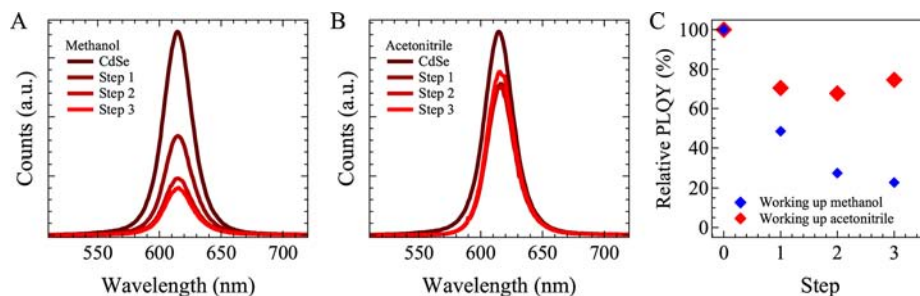 A
Methanol
CdSe
Step 1
Step 2
Step 3
Counts (a.u.)
550 600 650 700
Wavelength (nm)
B
Acetonitrile
CdSe
Step 1
Step 2
Step 3
Counts (a.u.)
550 600 650 700
Wavelength (nm)
C
Relative PLQY (%)
100
80
60
40
20
0
Working up methanol
Working up acetonitrile
0 1 2 3
Step